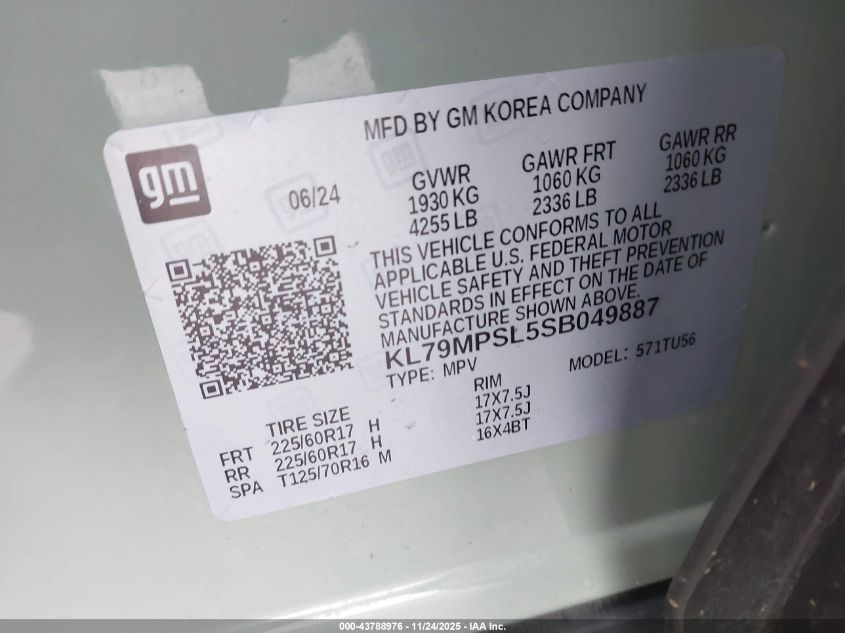 MFD BY GM KOREA COMPANY
gm
06/24
GVWR GAWR FRT GAWR RR
1930 KG 1060 KG 1060 KG
4255 LB 2336 LB 2336 LB
THIS VEHICLE CONFORMS TO ALL
APPLICABLE U.S. FEDERAL MOTOR
VEHICLE SAFETY AND THEFT PREVENTION
STANDARDS IN EFFECT ON THE DATE OF
MANUFACTURE SHOWN ABOVE.
KL79MPSL5SB049887
TYPE: MPV MODEL: 571TU56
TIRE SIZE RIM
FRT 225/60R17 H 17X7.5J
RR 225/60R17 H 17X7.5J
SPA T125/70R16 M 16X4BT
000-43788976 - 11/24/2025 - IAA Inc.